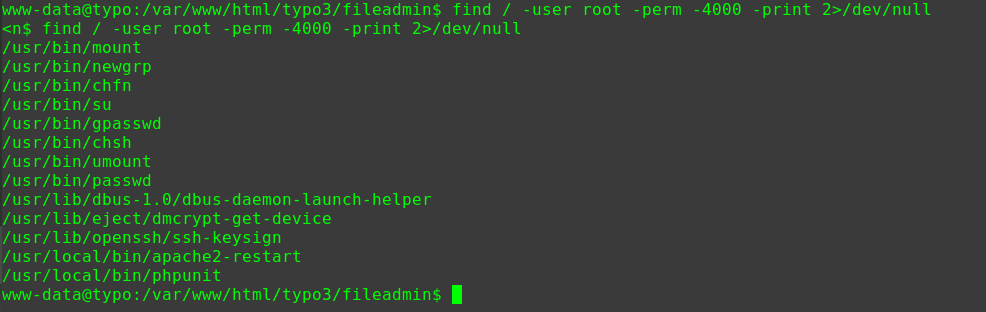 www-data@typo:/var/www/html/typo3/fileadmin$ find / -user root -perm -4000 -print 2>/dev/null
<n$ find / -user root -perm -4000 -print 2>/dev/null
/usr/bin/mount
/usr/bin/newgrp
/usr/bin/chfn
/usr/bin/su
/usr/bin/gpasswd
/usr/bin/chsh
/usr/bin/umount
/usr/bin/passwd
/usr/lib/dbus-1.0/dbus-daemon-launch-helper
/usr/lib/eject/dmcrypt-get-device
/usr/lib/openssh/ssh-keysign
/usr/local/bin/apache2-restart
/usr/local/bin/phpunit
www-data@typo:/var/www/html/typo3/fileadmin$